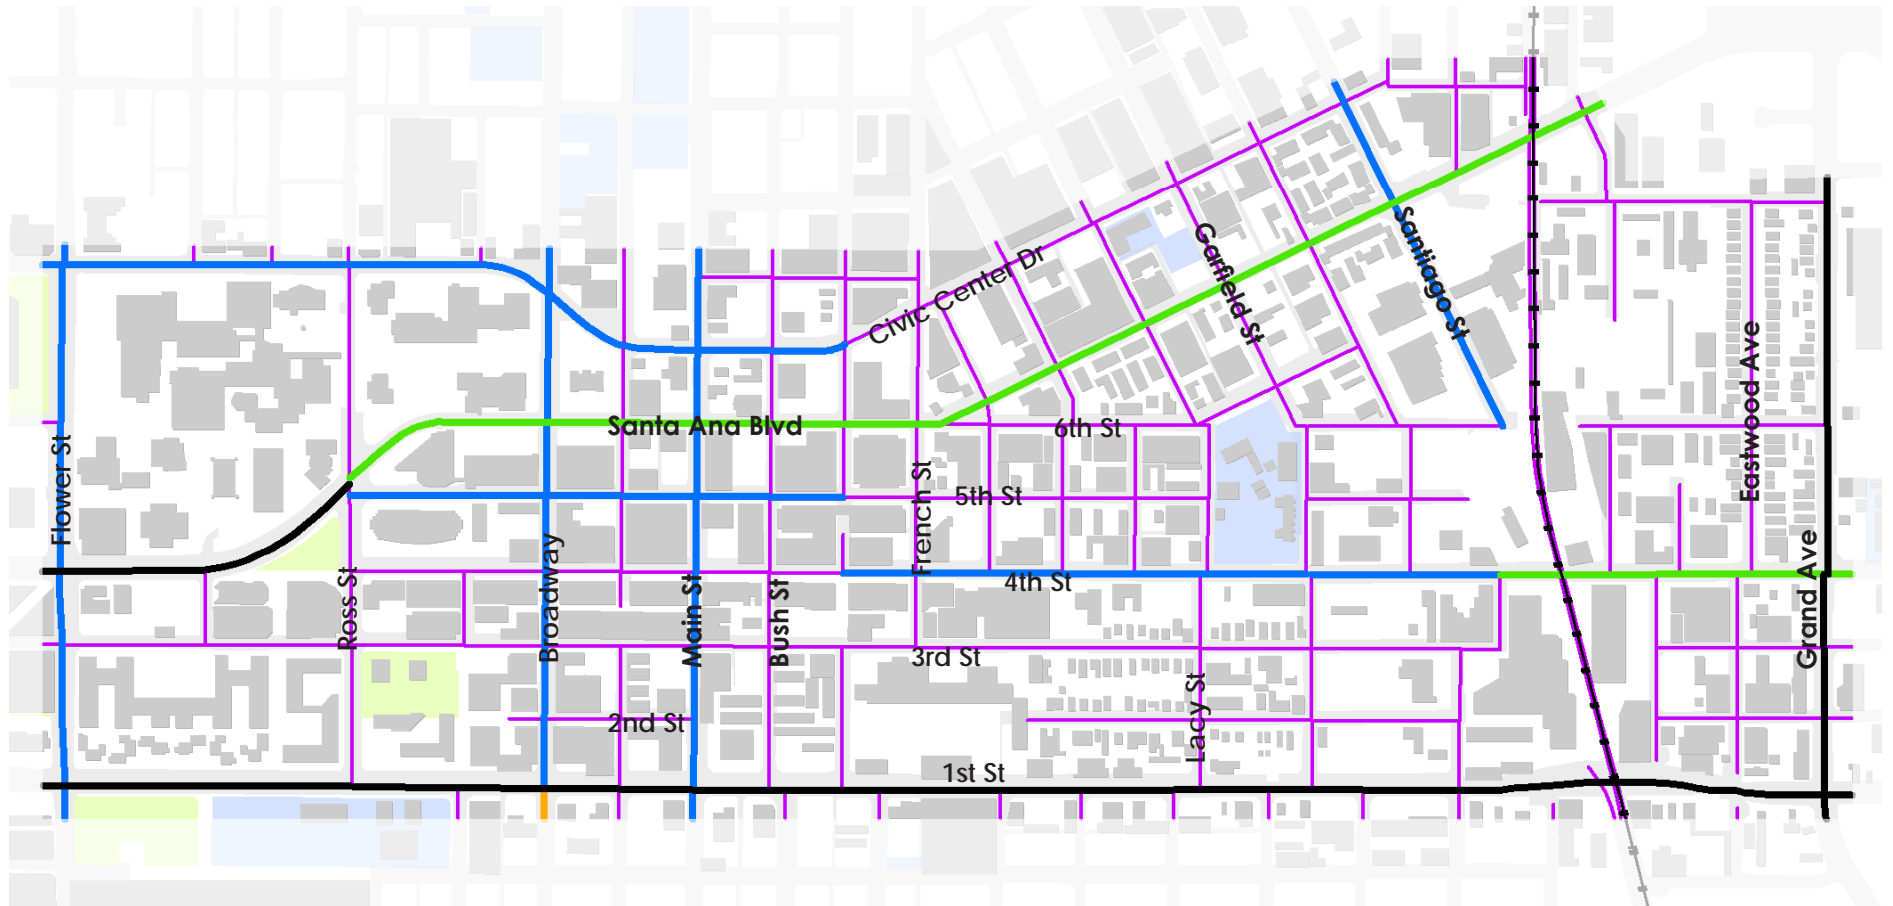 Civic Center Dr
Garfield St
Santiago St
Santa Ana Blvd
6th St
Flower St
French St
5th St
Eastwood Ave
Ross St
Broadway
Main St
Bush St
4th St
Grand Ave
3rd St
Lacy St
2nd St
1st St